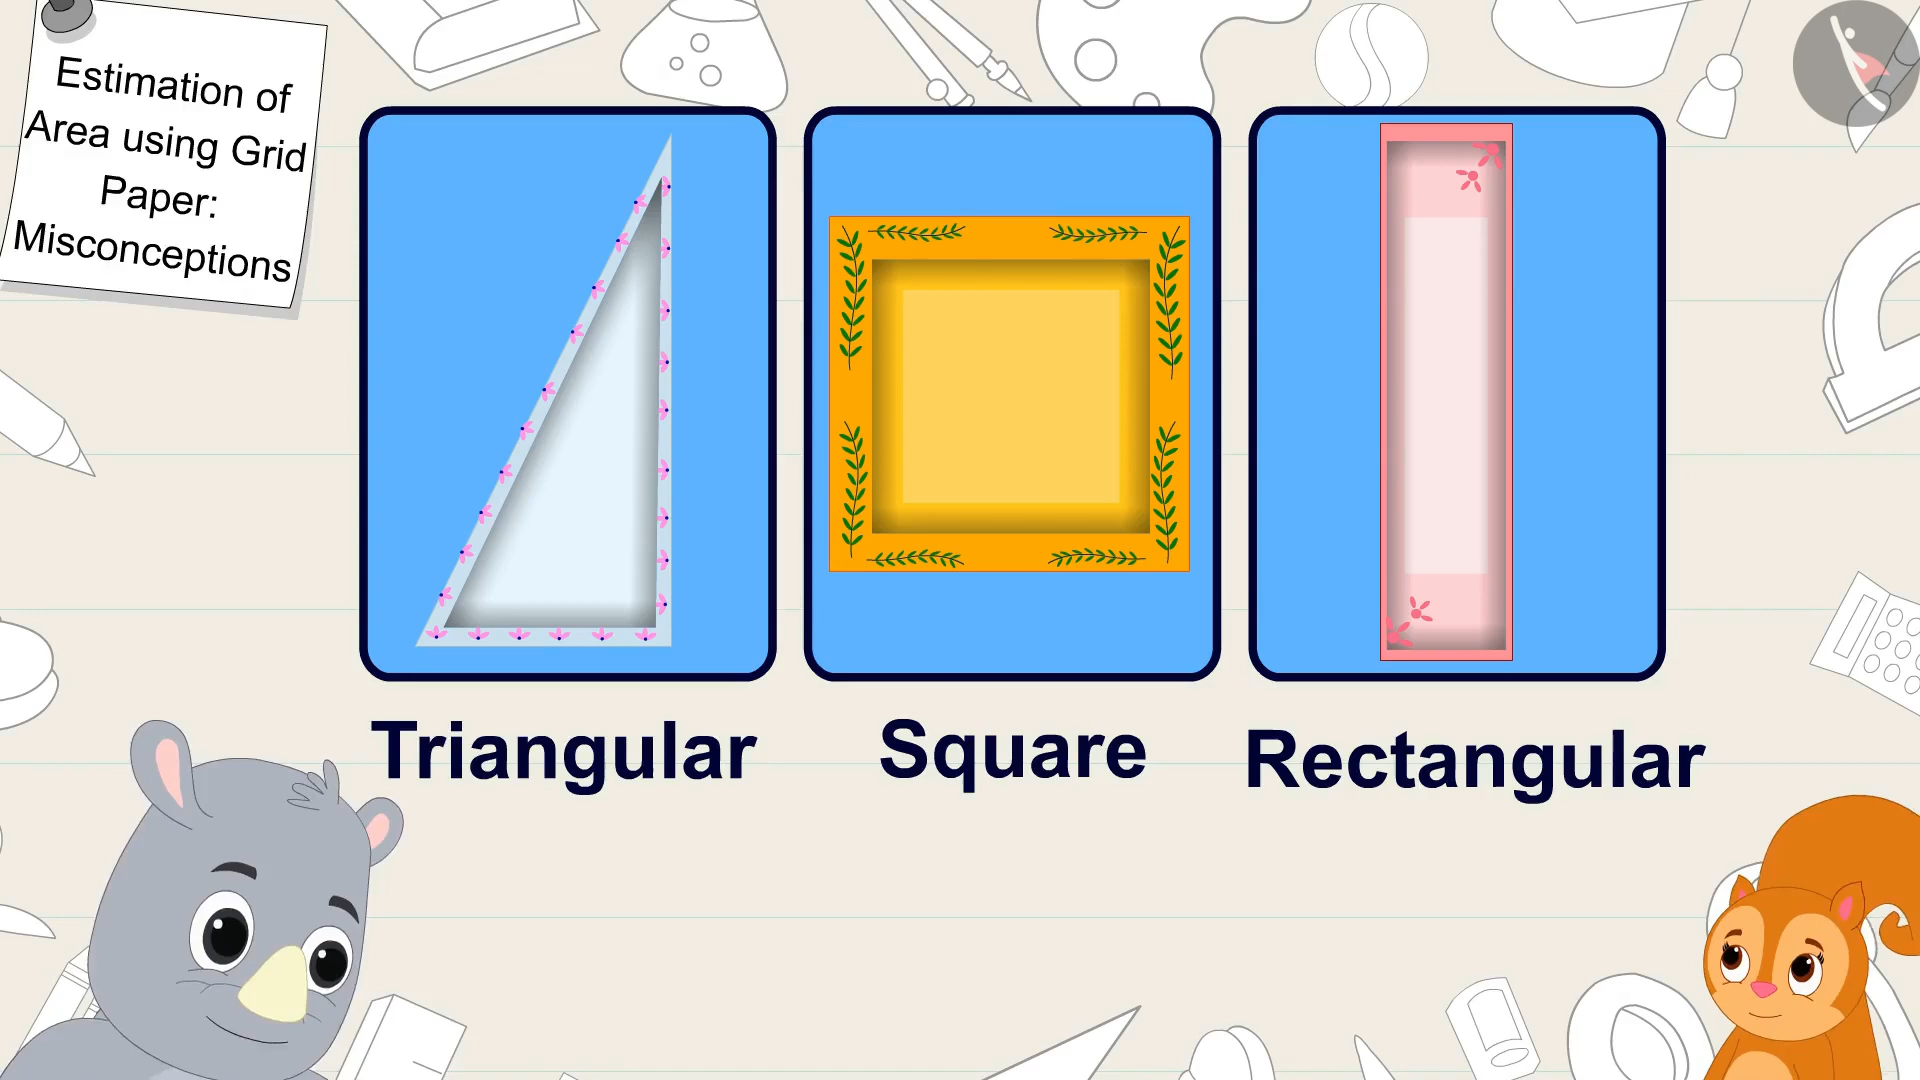 Estimation of
Area using Grid
Paper:
Misconceptions
Triangular
Square
Rectangular